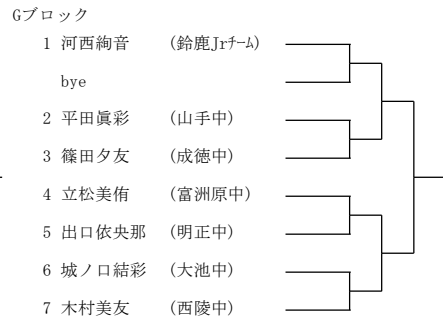 Gブロック
1 河西絢音 (鈴鹿Jrﾁｰﾑ)
bye
2 平田眞彩 (山手中)
3 篠田夕友 (成徳中)
4 立松美侑 (富洲原中)
5 出口依央那 (明正中)
6 城ノ口結彩 (大池中)
7 木村美友 (西陵中)